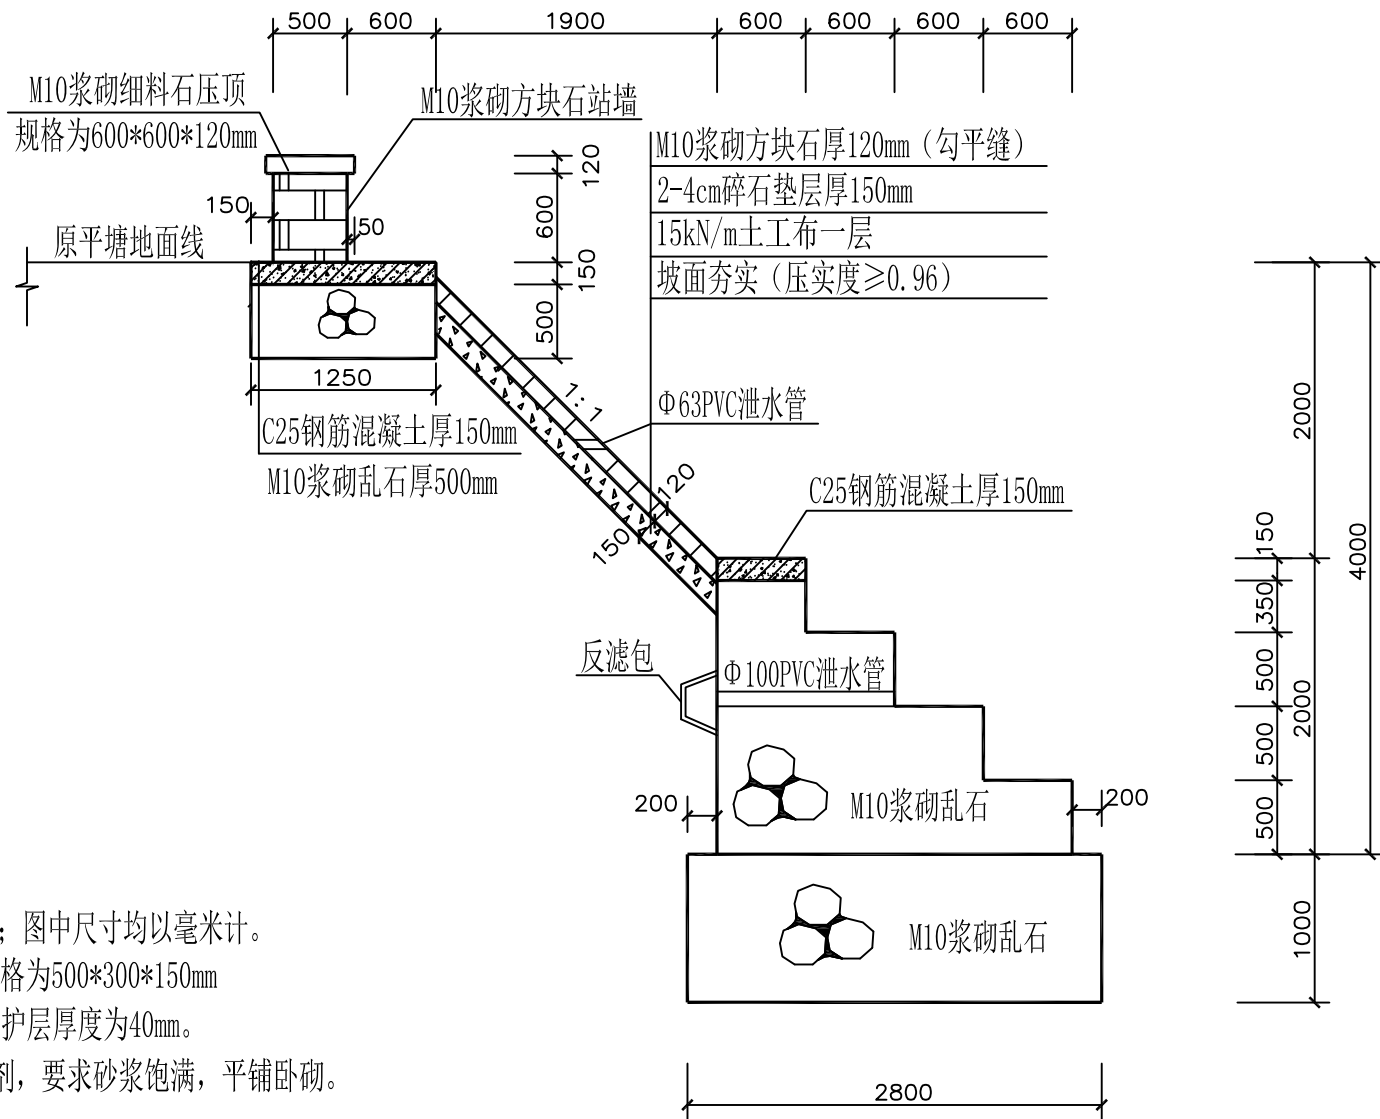 500 600 1900 600 600 600 600
M10浆砌细料石压顶
规格为600*600*120mm
M10浆砌方块石站墙
M10浆砌方块石厚120mm（勾平缝）
2-4cm碎石垫层厚150mm
15kN/m土工布一层
坡面夯实（压实度≥0.96）
120
600
150
500
150
50
原平塘地面线
1250
C25钢筋混凝土厚150mm
M10浆砌乱石厚500mm
1:1
Φ63PVC泄水管
120
150
C25钢筋混凝土厚150mm
反滤包
Φ100PVC泄水管
200
M10浆砌乱石
200
M10浆砌乱石
150
350
500
500
500
2000
2000
1000
4000
2800
；图中尺寸均以毫米计。
格为500*300*150mm
护层厚度为40mm。
剂，要求砂浆饱满，平铺卧砌。